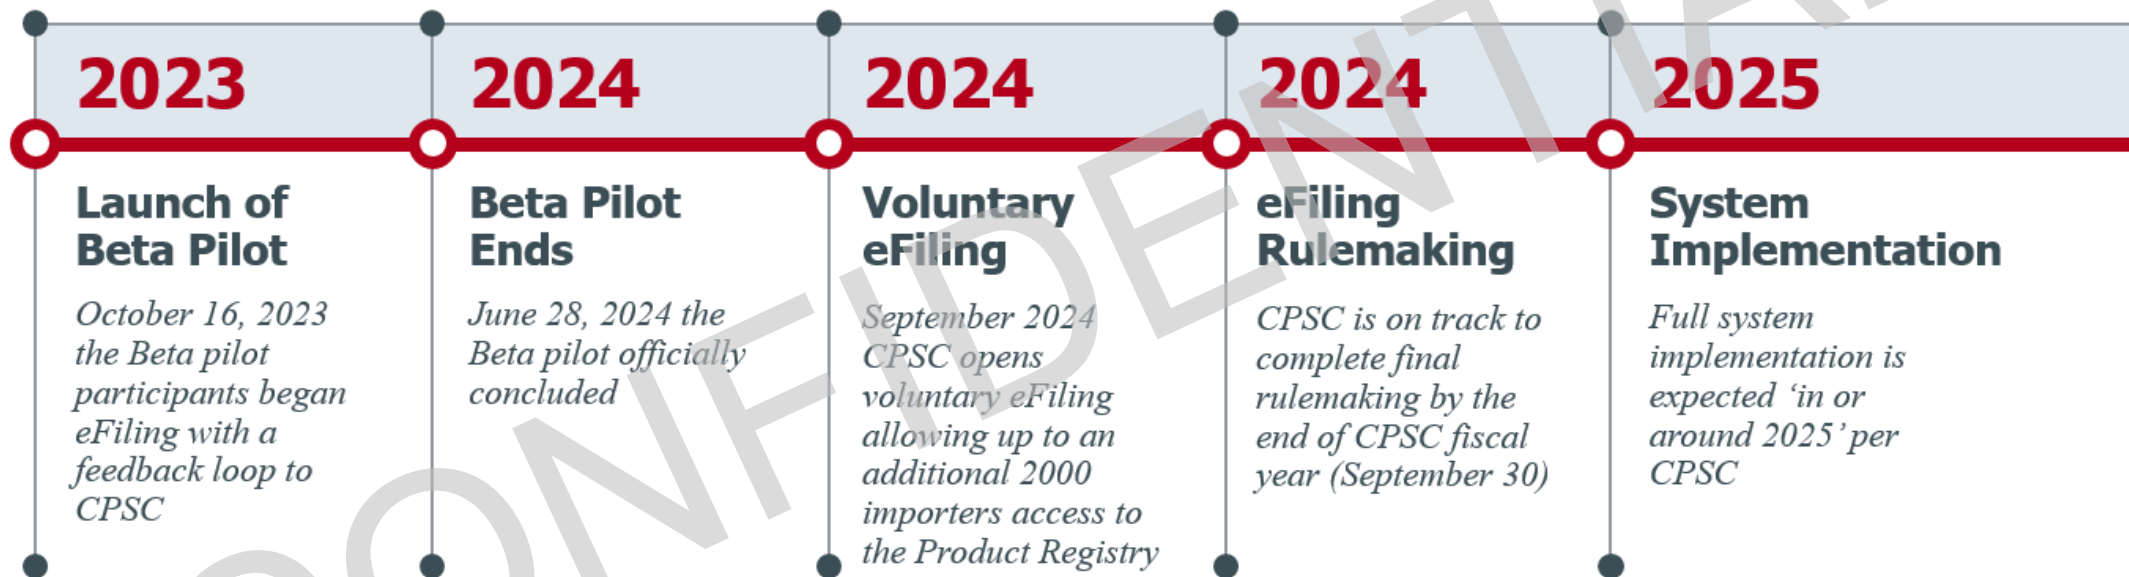 2023
Launch of
Beta Pilot
October 16, 2023
the Beta pilot
participants began
eFiling with a
feedback loop to
CPSC
2024
Beta Pilot
Ends
June 28, 2024 the
Beta pilot officially
concluded
2024
Voluntary
eFiling
September 2024
CPSC opens
voluntary eFiling
allowing up to an
additional 2000
importers access to
the Product Registry
2024
eFiling
Rulemaking
CPSC is on track to
complete final
rulemaking by the
end of CPSC fiscal
year (September 30)
2025
System
Implementation
Full system
implementation is
expected ‘in or
around 2025’ per
CPSC
CONFIDENTIAL